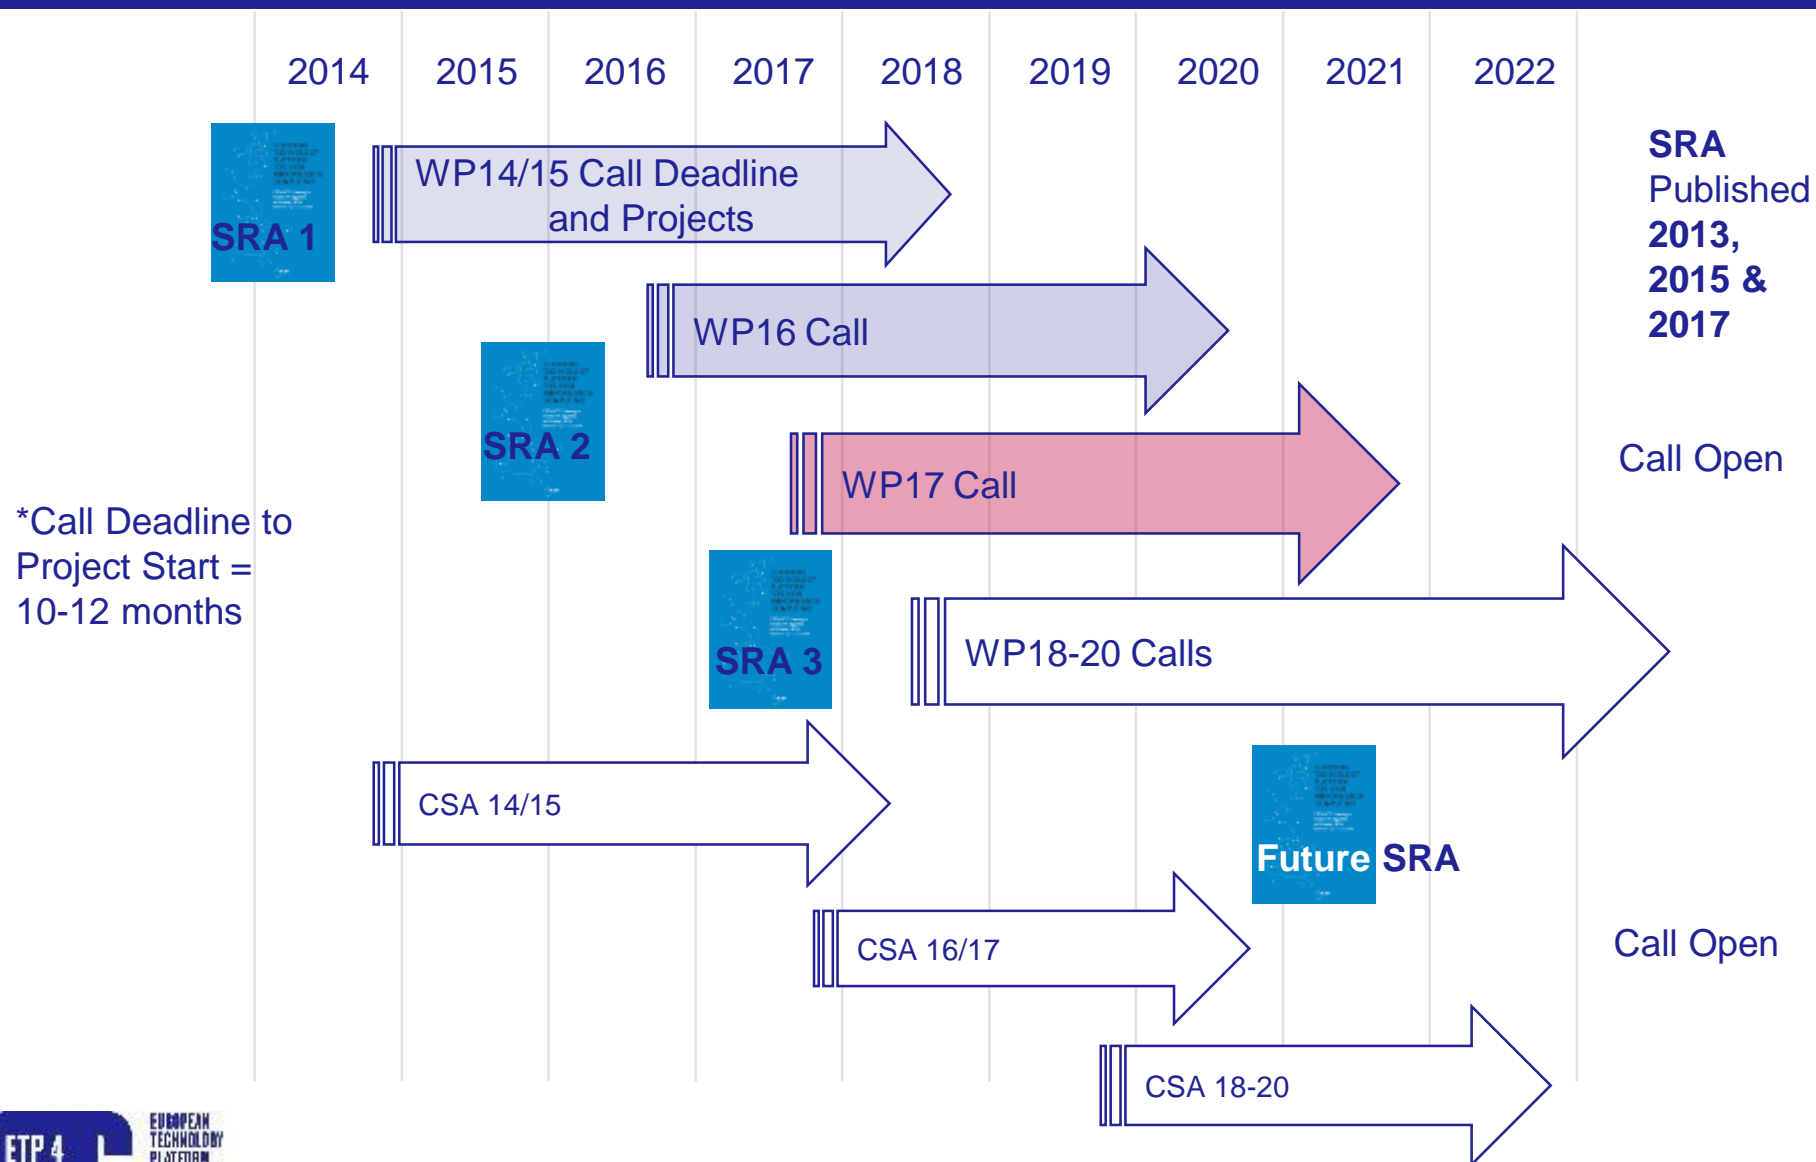 2014 2015 2016 2017 2018 2019 2020 2021 2022
SRA 1
WP14/15 Call Deadline
and Projects
SRA
Published
2013,
2015 &
2017
WP16 Call
SRA 2
WP17 Call
Call Open
*Call Deadline to
Project Start =
10-12 months
SRA 3
WP18-20 Calls
CSA 14/15
Future SRA
CSA 16/17
Call Open
CSA 18-20
ETP 4
EUROPEAN
TECHNOLOGY
PLATFORM